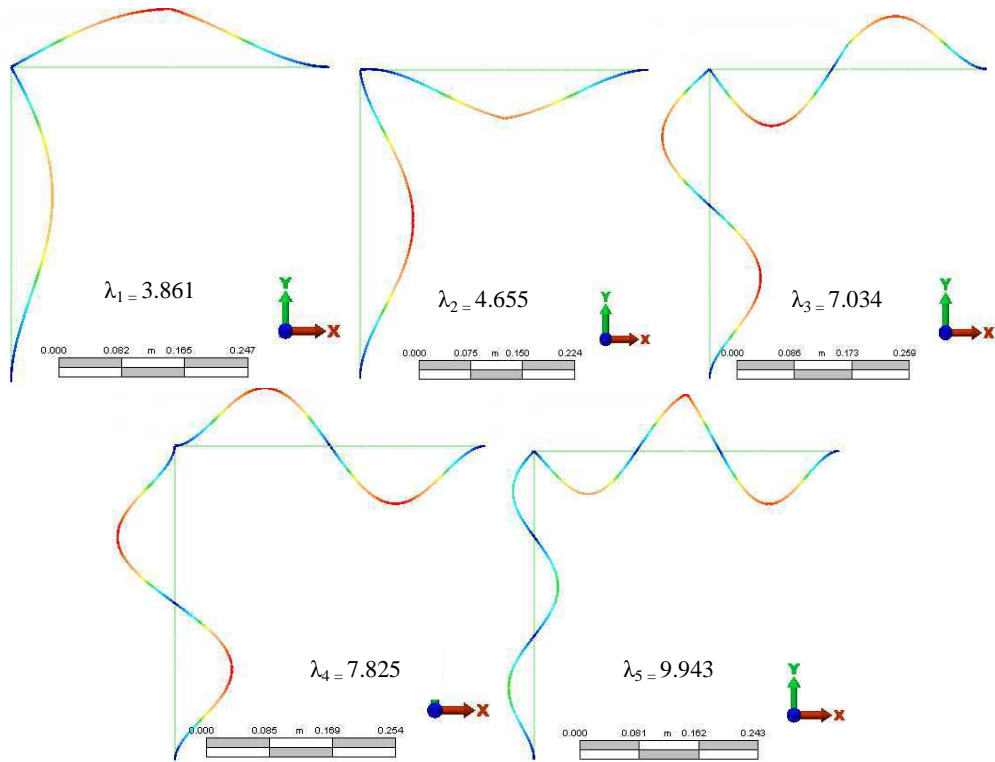 λ1 = 3.861
Y
X
0.000 0.082 m 0.165 0.247
λ2 = 4.655
Y
X
0.000 0.075 m 0.150 0.224
λ3 = 7.034
Y
X
0.000 0.086 m 0.173 0.259
λ4 = 7.825
X
0.000 0.085 m 0.169 0.254
λ5 = 9.943
Y
X
0.000 0.081 m 0.162 0.243